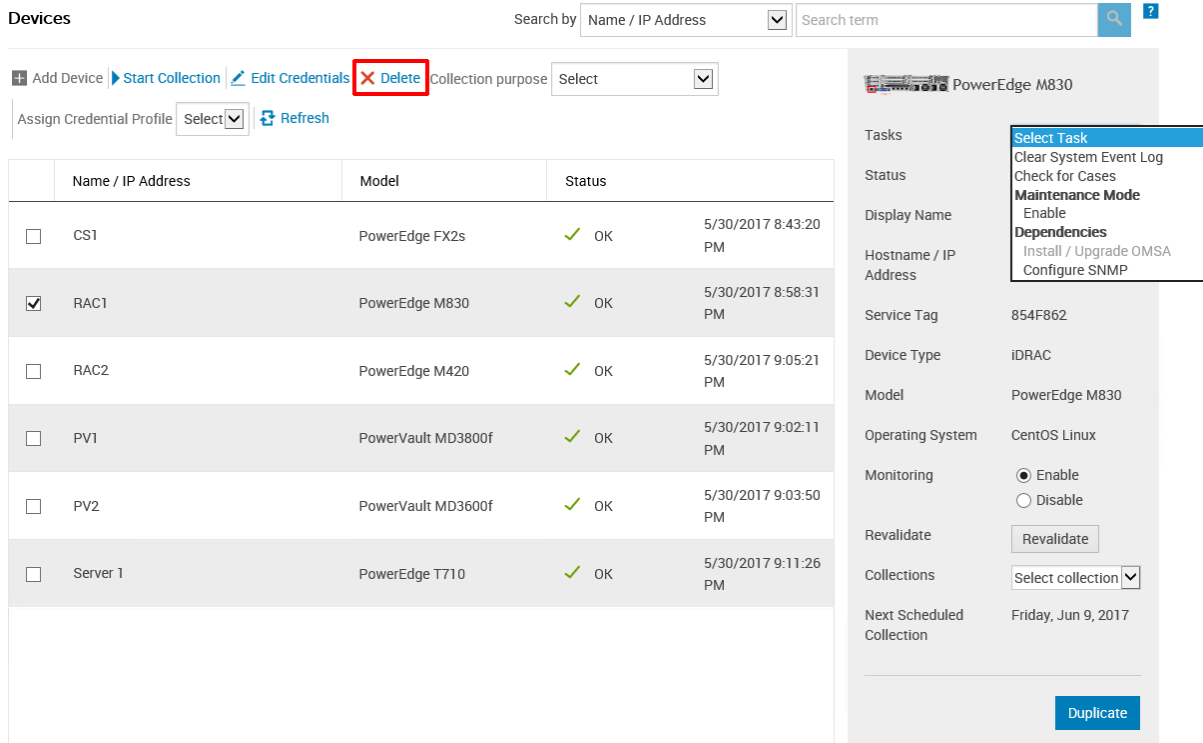 Devices
Search by Name / IP Address Search term
?
Add Device Start Collection Edit Credentials Delete Collection purpose Select
Assign Credential Profile Select Refresh
Name / IP Address Model Status
CS1 PowerEdge FX2s OK 5/30/2017 8:43:20
PM
RAC1 PowerEdge M830 OK 5/30/2017 8:58:31
PM
RAC2 PowerEdge M420 OK 5/30/2017 9:05:21
PM
PV1 PowerVault MD3800f OK 5/30/2017 9:02:11
PM
PV2 PowerVault MD3600f OK 5/30/2017 9:03:50
PM
Server 1 PowerEdge T710 OK 5/30/2017 9:11:26
PM
PowerEdge M830
Tasks
Select Task
Clear System Event Log
Check for Cases
Maintenance Mode
Enable
Dependencies
Install / Upgrade OMSA
Configure SNMP
Status
Display Name
Hostname / IP
Address
Service Tag 854F862
Device Type iDRAC
Model PowerEdge M830
Operating System CentOS Linux
Monitoring Enable
Disable
Revalidate Revalidate
Collections Select collection
Next Scheduled Friday, Jun 9, 2017
Collection
Duplicate